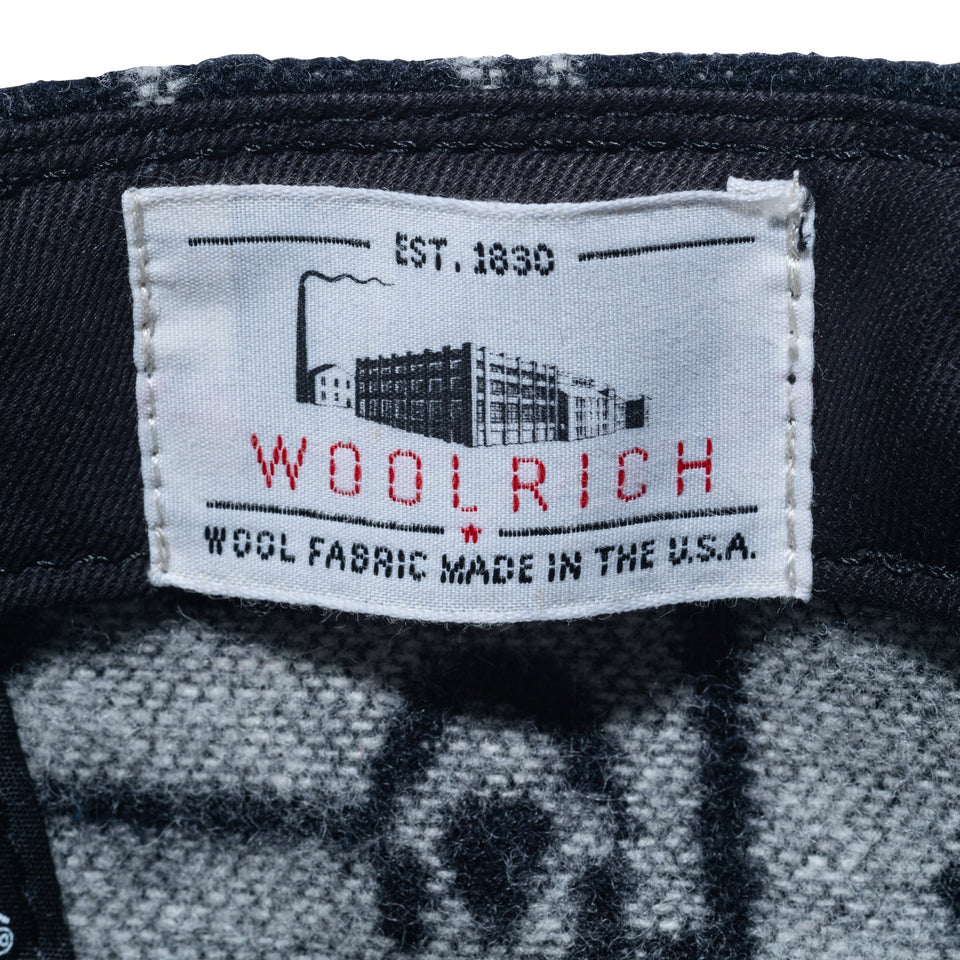 EST. 1830
WOOLRICH
WOOL FABRIC MADE IN THE U.S.A.